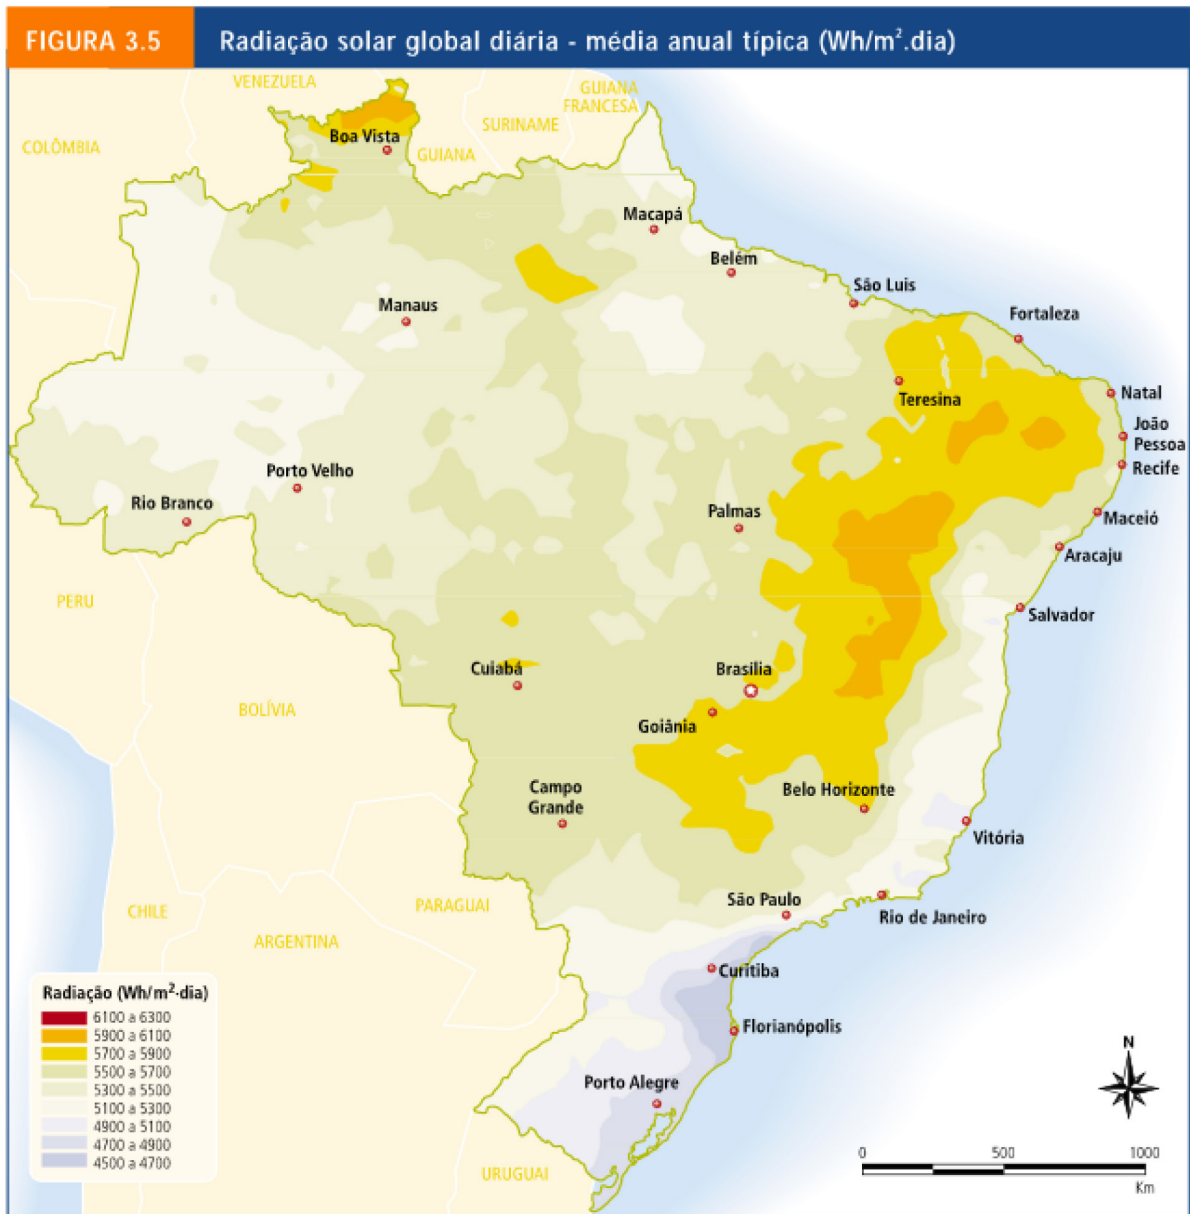 FIGURA 3.5
Radiação solar global diária - média anual típica (Wh/m².dia)
VENEZUELA
GUIANA
FRANCESA
SURINAME
COLÔMBIA
Boa Vista
GUIANA
Macapá
Belém
São Luis
Manaus
Fortaleza
Teresina
Natal
João
Pessoa
Recife
Porto Velho
Rio Branco
Palmas
Maceió
Aracaju
PERU
Salvador
Cuiabá
Brasília
BOLÍVIA
Goiânia
Campo
Grande
Belo Horizonte
Vitória
São Paulo
Rio de Janeiro
PARAGUAI
CHILE
ARGENTINA
Curitiba
Florianópolis
Porto Alegre
URUGUAI
Radiação (Wh/m²·dia)
6100 a 6300
5900 a 6100
5700 a 5900
5500 a 5700
5300 a 5500
5100 a 5300
4900 a 5100
4700 a 4900
4500 a 4700
N
0 500 1000
Km